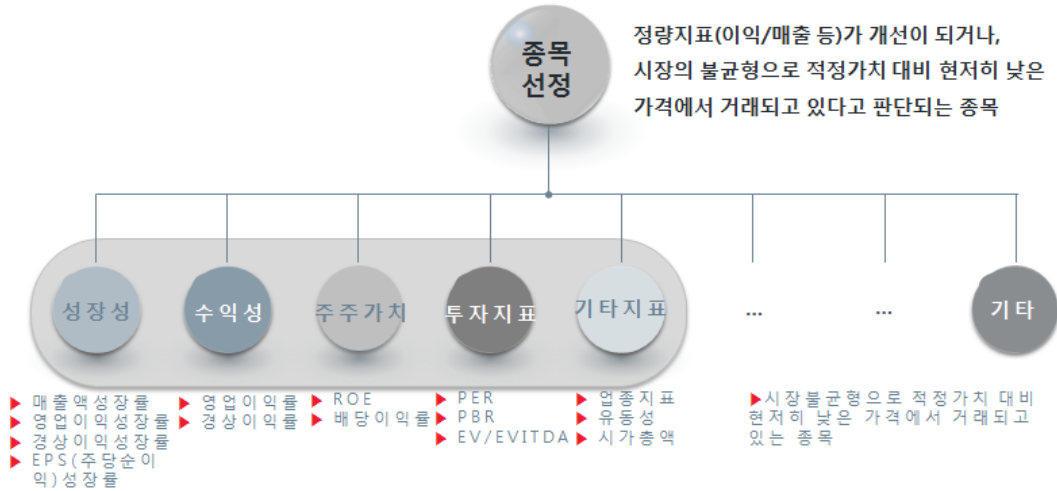 종목
선정
정량지표(이익/매출 등)가 개선이 되거나,
시장의 불균형으로 적정가치 대비 현저히 낮은
가격에서 거래되고 있다고 판단되는 종목
성장성
수익성
주주가치
투자지표
기타지표
...
...
기타
▶ 매출액성장률
▶ 영업이익성장률
▶ 경상이익성장률
▶ EPS(주당순이
익)성장률
▶ 영업이익률
▶ 경상이익률
▶ ROE
▶ 배당이익률
▶ PER
▶ PBR
▶ EV/EVITDA
▶ 업종지표
▶ 유동성
▶ 시가총액
▶시장불균형으로 적정가치 대비
현저히 낮은 가격에서 거래되고
있는 종목